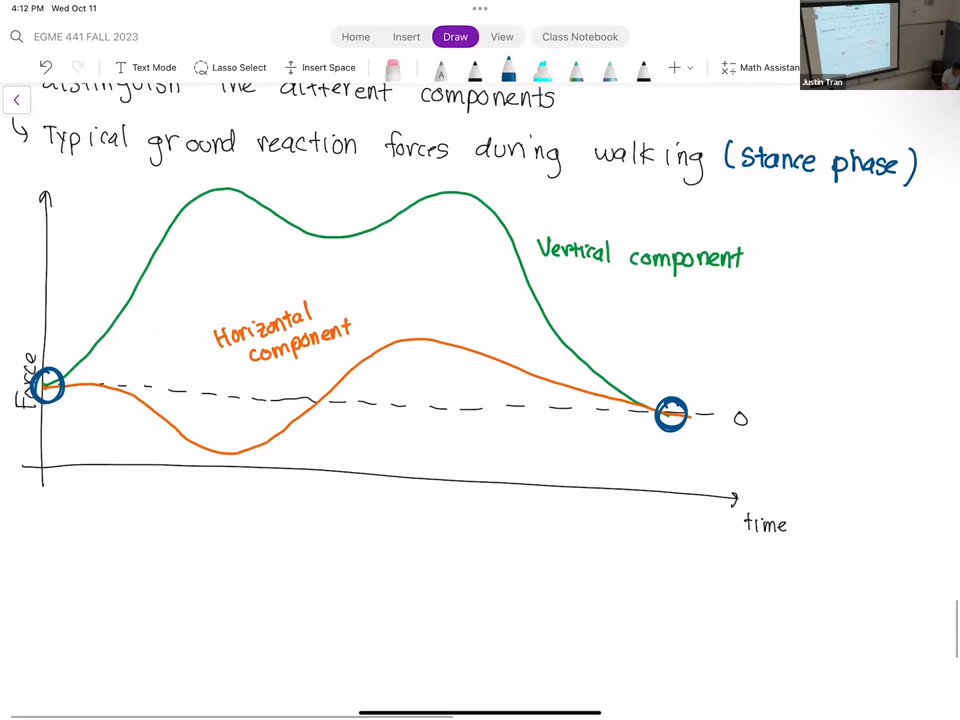 4:12 PM Wed Oct 11
EGME 441 FALL 2023
Home Insert Draw View Class Notebook
Text Mode Lasso Select Insert Space Math Assistan
Justin Tran
distinguish the different components
↳ Typical ground reaction forces during walking (stance phase)
Vertical component
Horizontal
component
Force
0
time